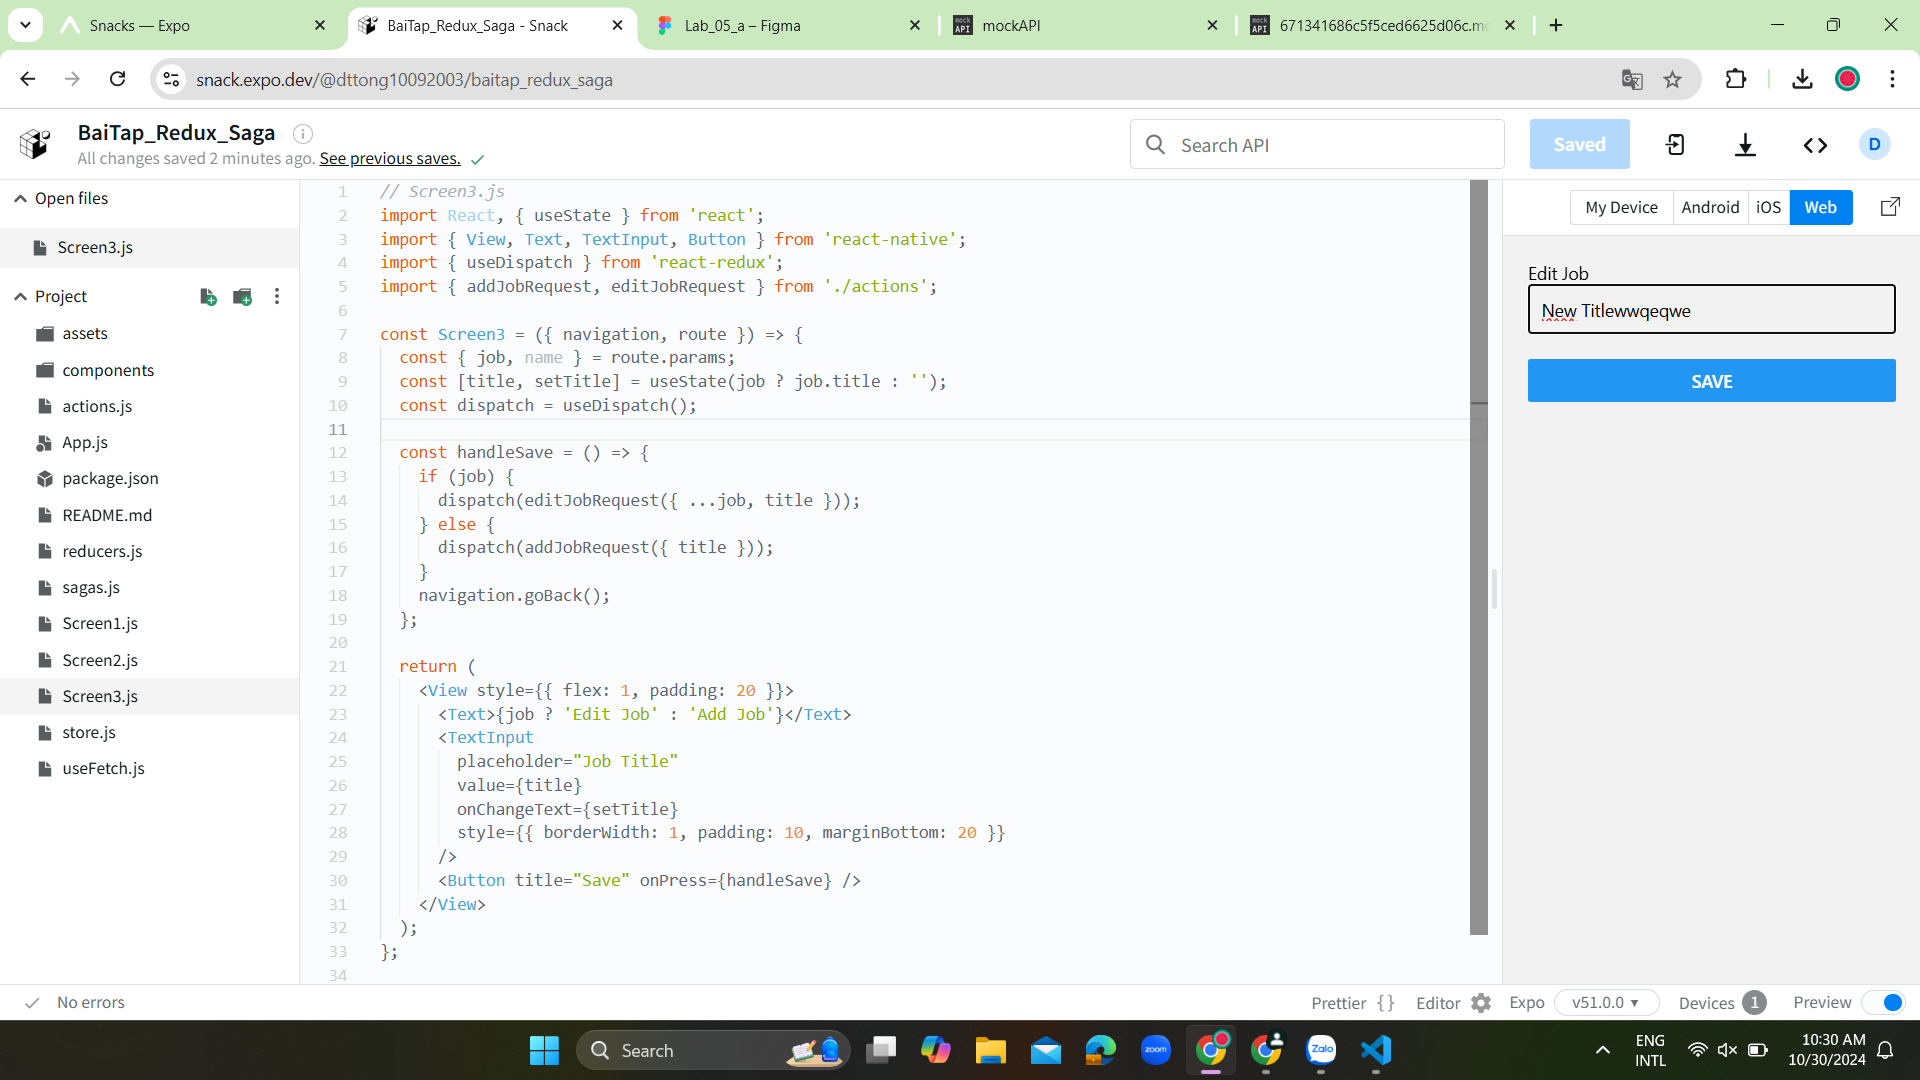 Snacks — Expo
BaiTap_Redux_Saga - Snack
Lab_05_a – Figma
mockAPI
671341686c5f5ced6625d06c.mo
snack.expo.dev/@dttong10092003/baitap_redux_saga
BaiTap_Redux_Saga
All changes saved 2 minutes ago. See previous saves.
Search API
Saved
D
Open files
Screen3.js
Project
assets
components
actions.js
App.js
package.json
README.md
reducers.js
sagas.js
Screen1.js
Screen2.js
Screen3.js
store.js
useFetch.js
1 // Screen3.js
2 import React, { useState } from 'react';
3 import { View, Text, TextInput, Button } from 'react-native';
4 import { useDispatch } from 'react-redux';
5 import { addJobRequest, editJobRequest } from './actions';
6
7 const Screen3 = ({ navigation, route }) => {
8 const { job, name } = route.params;
9 const [title, setTitle] = useState(job ? job.title : '');
10 const dispatch = useDispatch();
11
12 const handleSave = () => {
13 if (job) {
14 dispatch(editJobRequest({ ...job, title }));
15 } else {
16 dispatch(addJobRequest({ title }));
17 }
18 navigation.goBack();
19 };
20
21 return (
22 <View style={{ flex: 1, padding: 20 }}>
23 <Text>{job ? 'Edit Job' : 'Add Job'}</Text>
24 <TextInput
25 placeholder="Job Title"
26 value={title}
27 onChangeText={setTitle}
28 style={{ borderWidth: 1, padding: 10, marginBottom: 20 }}
29 />
30 <Button title="Save" onPress={handleSave} />
31 </View>
32 );
33 };
34
My Device
Android
iOS
Web
Edit Job
New Titlewwqeqwe
SAVE
No errors
Prettier { }
Editor
Expo
v51.0.0
Devices 1
Preview
Search
zoom
Zalo
ENG
INTL
10:30 AM
10/30/2024